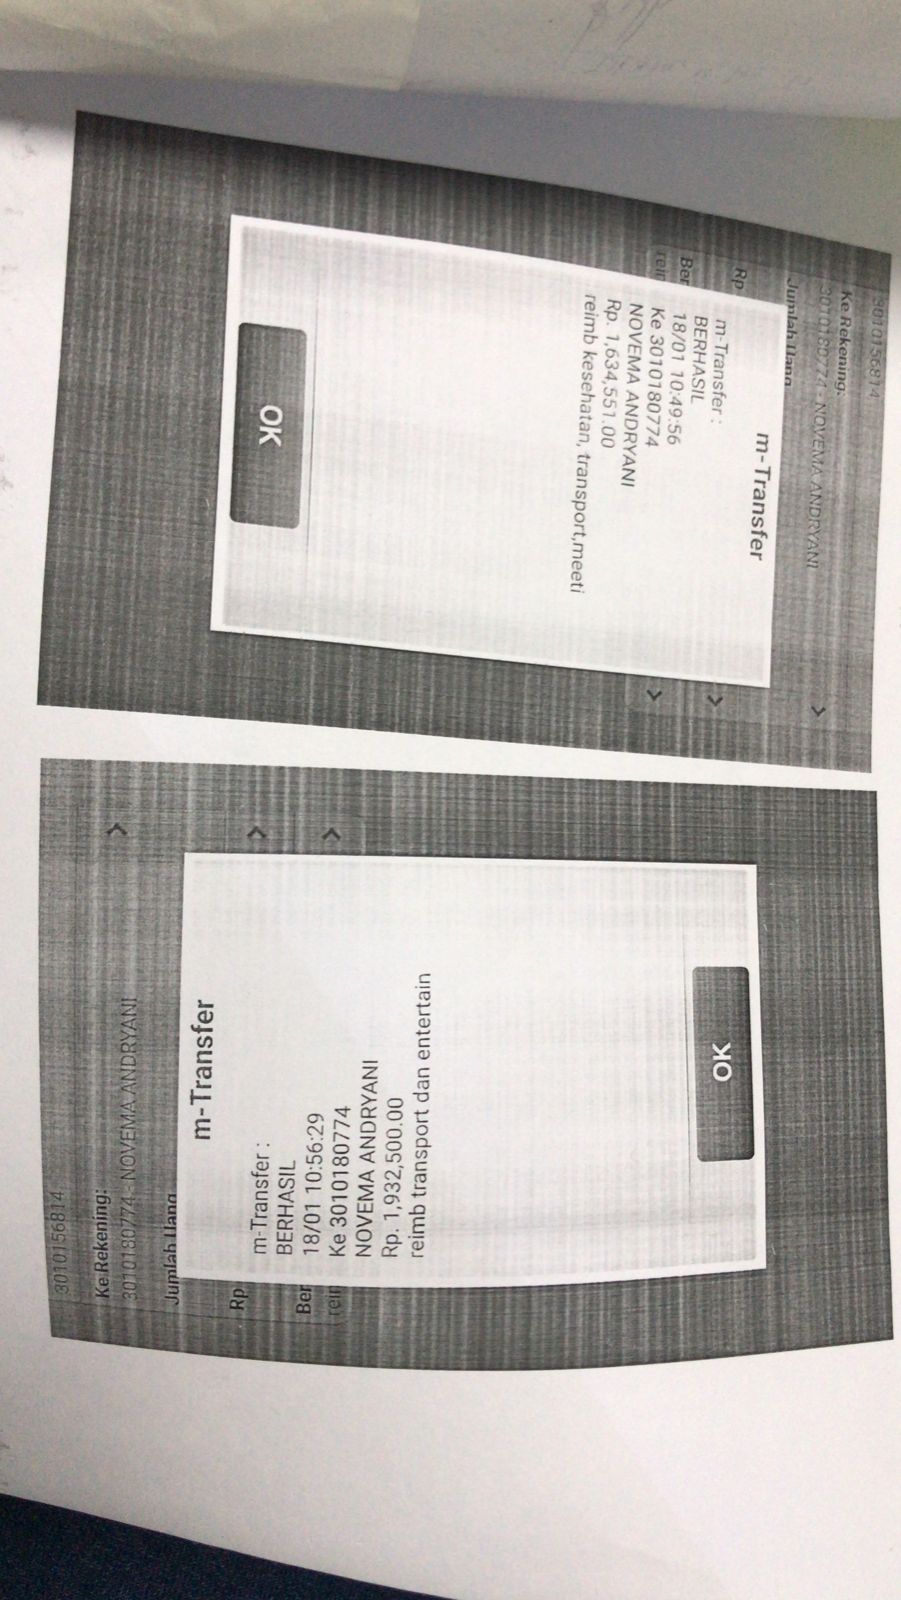 3010156814
Ke Rekening:
3010180774 - NOVEMA ANDRYANI
Jumlah Uang
Rp
Ber
reim
m-Transfer
m-Transfer :
BERHASIL
18/01 10:49:56
Ke 3010180774
NOVEMA ANDRYANI
Rp. 1,634,551.00
reimb kesehatan, transport,meeti
OK
3010156814
Ke Rekening:
3010180774 - NOVEMA ANDRYANI
Jumlah Uang
Rp
Ber
reim
m-Transfer
m-Transfer :
BERHASIL
18/01 10:56:29
Ke 3010180774
NOVEMA ANDRYANI
Rp. 1,932,500.00
reimb transport dan entertain
OK